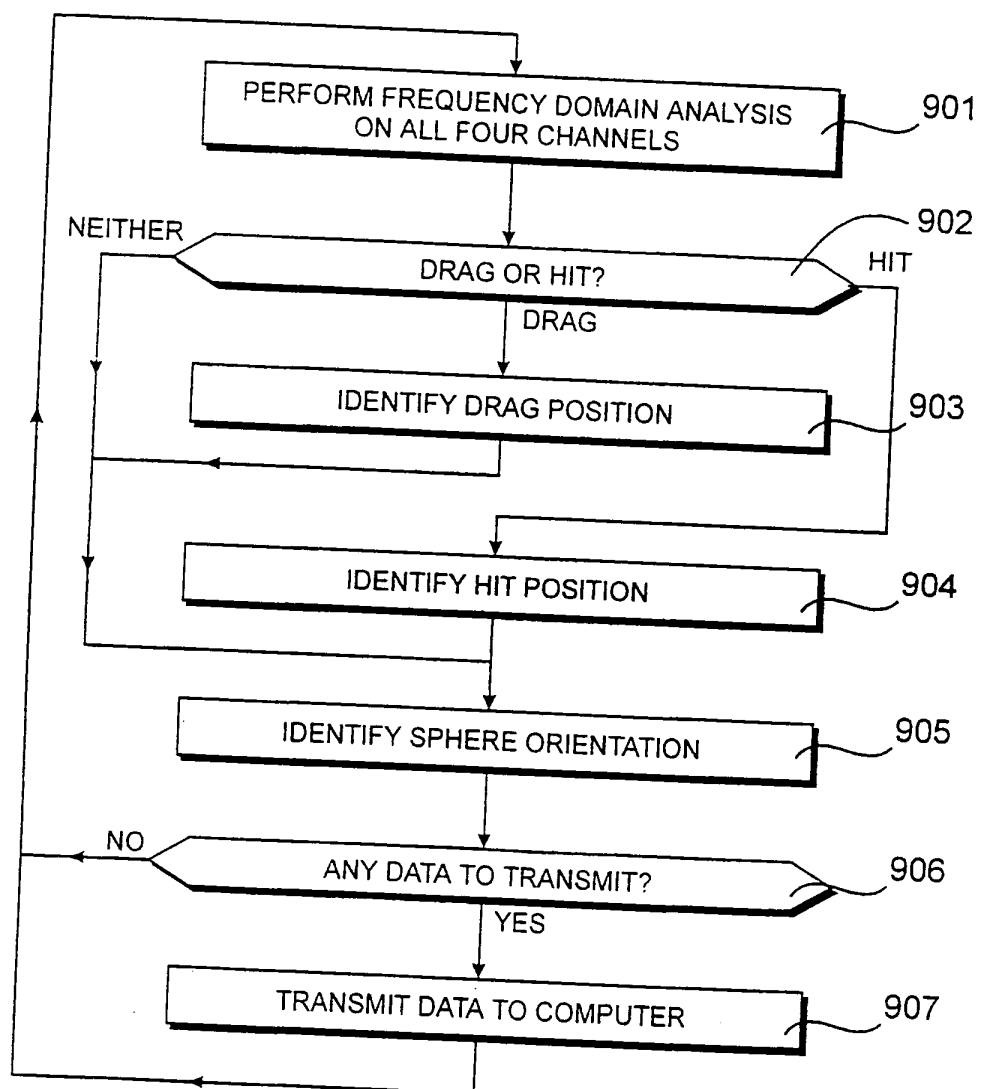 PERFORM FREQUENCY DOMAIN ANALYSIS
ON ALL FOUR CHANNELS
901
NEITHER
902
DRAG OR HIT?
HIT
DRAG
IDENTIFY DRAG POSITION
903
IDENTIFY HIT POSITION
904
IDENTIFY SPHERE ORIENTATION
905
NO
ANY DATA TO TRANSMIT?
906
YES
TRANSMIT DATA TO COMPUTER
907